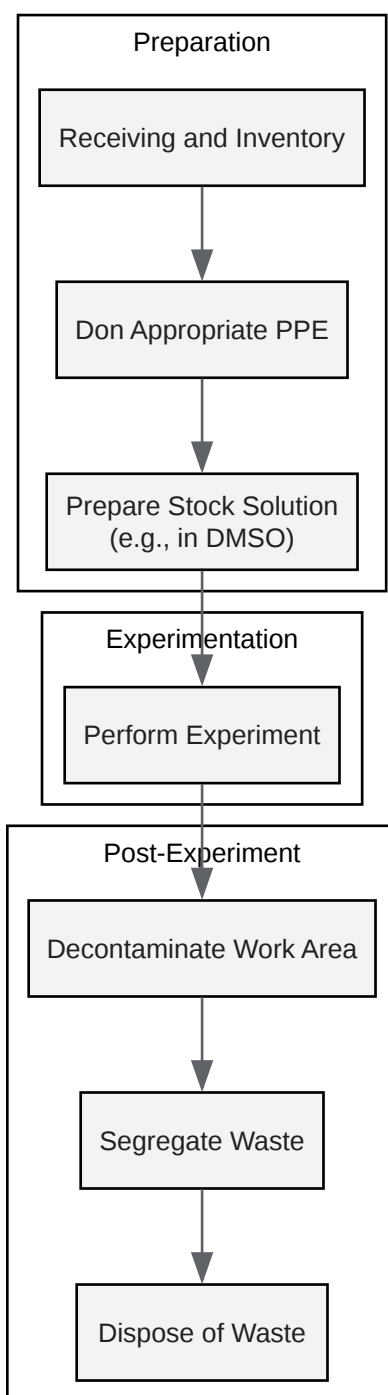 Preparation
Receiving and Inventory
Don Appropriate PPE
Prepare Stock Solution
(e.g., in DMSO)
Experimentation
Perform Experiment
Post-Experiment
Decontaminate Work Area
Segregate Waste
Dispose of Waste